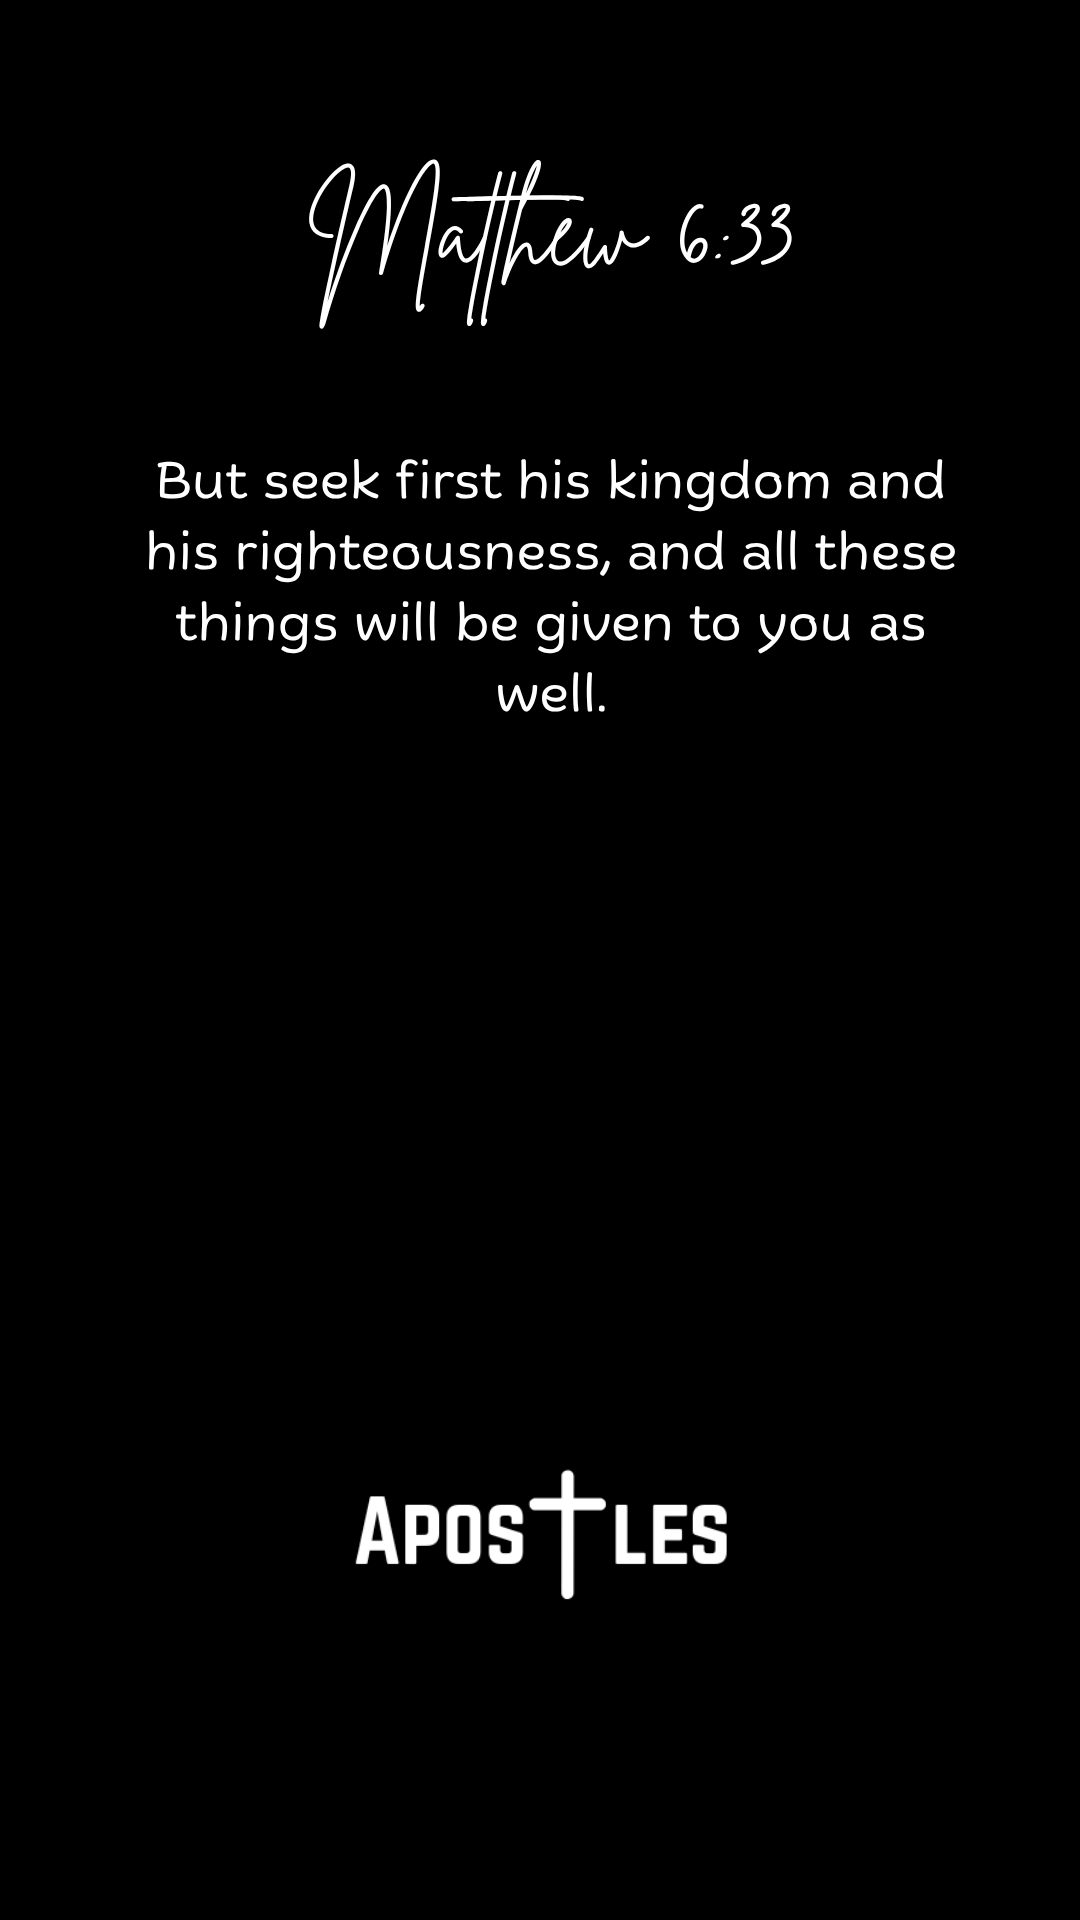 Matthew 6:33
But seek first his kingdom and
his righteousness, and all these
things will be given to you as
well.
Apostles